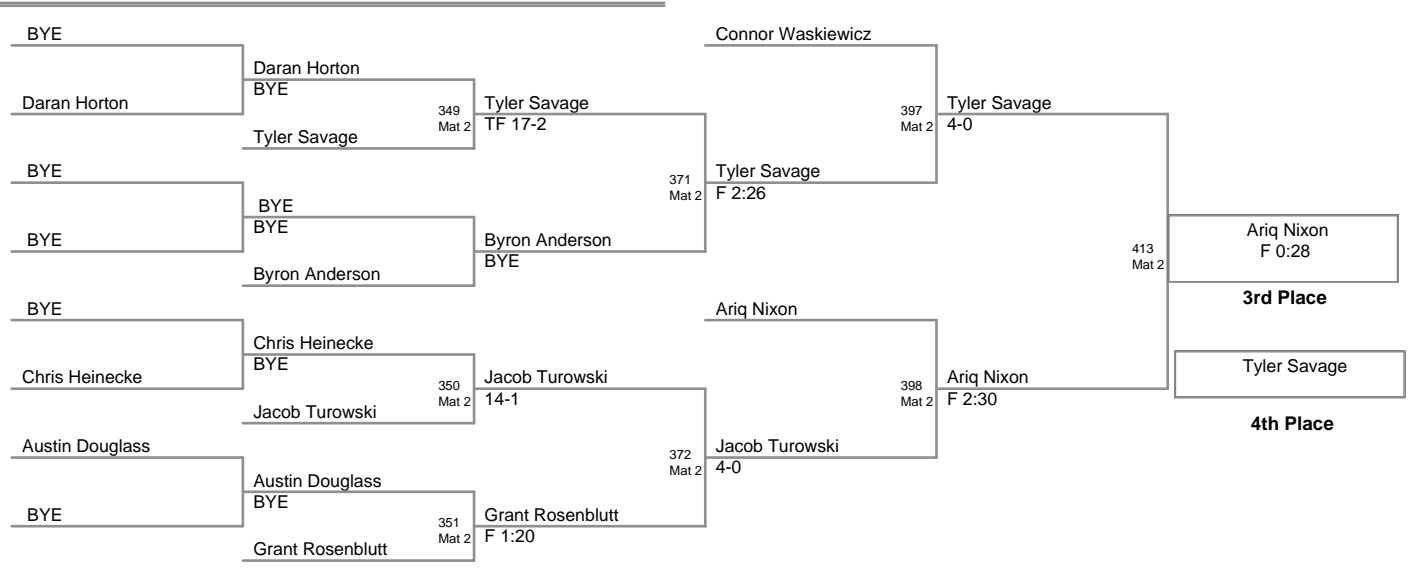 BYE
Connor Waskiewicz
Daran Horton
BYE
Daran Horton
349
Mat 2
Tyler Savage
TF 17-2
397
Mat 2
Tyler Savage
4-0
Tyler Savage
BYE
371
Mat 2
Tyler Savage
F 2:26
BYE
BYE
BYE
Byron Anderson
BYE
Byron Anderson
413
Mat 2
Ariq Nixon
F 0:28
3rd Place
BYE
Ariq Nixon
Chris Heinecke
BYE
Chris Heinecke
350
Mat 2
Jacob Turowski
14-1
398
Mat 2
Ariq Nixon
F 2:30
Tyler Savage
4th Place
Jacob Turowski
Austin Douglass
372
Mat 2
Jacob Turowski
4-0
Austin Douglass
BYE
BYE
351
Mat 2
Grant Rosenblutt
F 1:20
Grant Rosenblutt